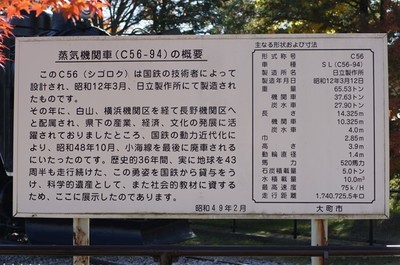 蒸気機関車(C56-94)の概要
このC56(シゴロク)は国鉄の技術者によって
設計され、昭和12年3月、日立製作所にて製造され
たものです。
その年に、白山、横浜機関区を経て長野機関区へ
と配属され、県下の産業、経済、文化の発展に活
躍されておりましたところ、国鉄の動力近代化に
より、昭和48年10月、小海線を最後に廃車される
にいたったのです。歴史的36年間、実に地球を43
周半も走行続けた、この勇姿を国鉄から貸与をう
け、科学的遺産として、また社会的教材に資する
ため、ここに展示したのであります。
昭和49年2月
大町市
主なる形状および寸法
形式称号 C56
車種 SL(C56-94)
製造所名 日立製作所
製造年月日 昭和12年3月12日
重量 65.53トン
機関車 37.63トン
炭水車 27.90トン
長さ 14.325m
機関車 10.325m
炭水車 4.0m
巾 2.85m
高さ 3.9m
動輪直径 1.4m
馬力 520馬力
石炭積載量 5.0トン
水積載量 10.0m³
最高速度 75k/H
走行距離 1.740.725.5キロ